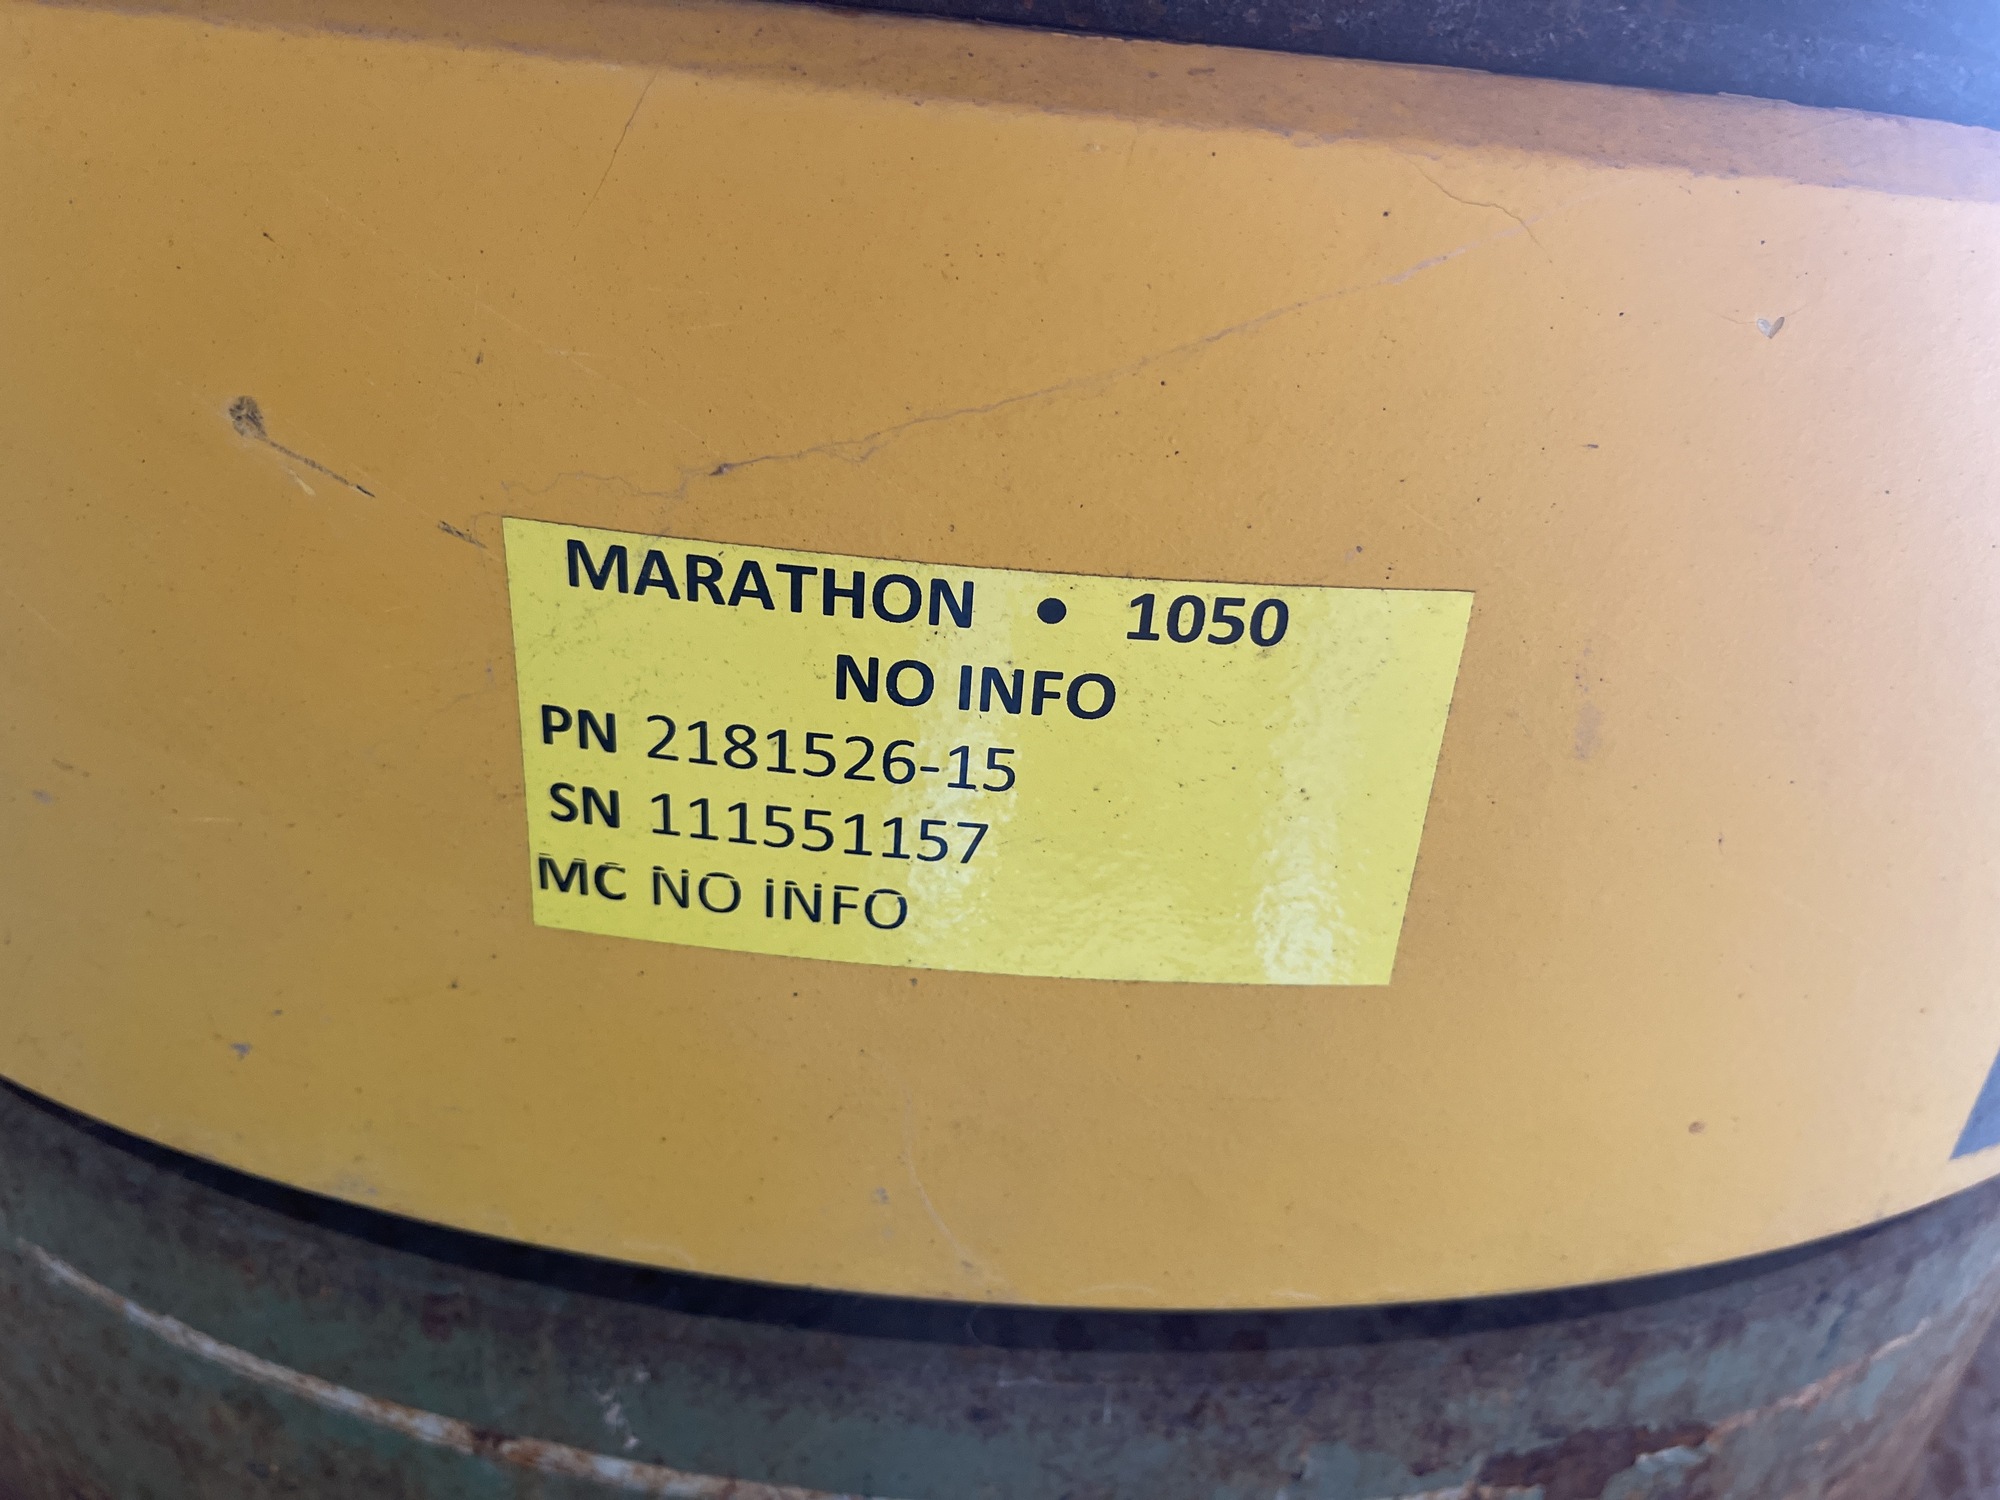 MARATHON • 1050
NO INFO
PN 2181526-15
SN 111551157
MC NO INFO